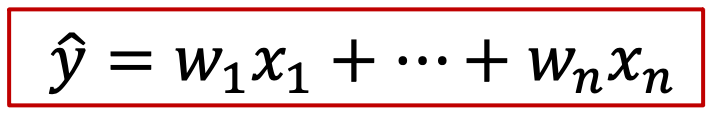 ŷ = w₁x₁ + ⋯ + wₙxₙ